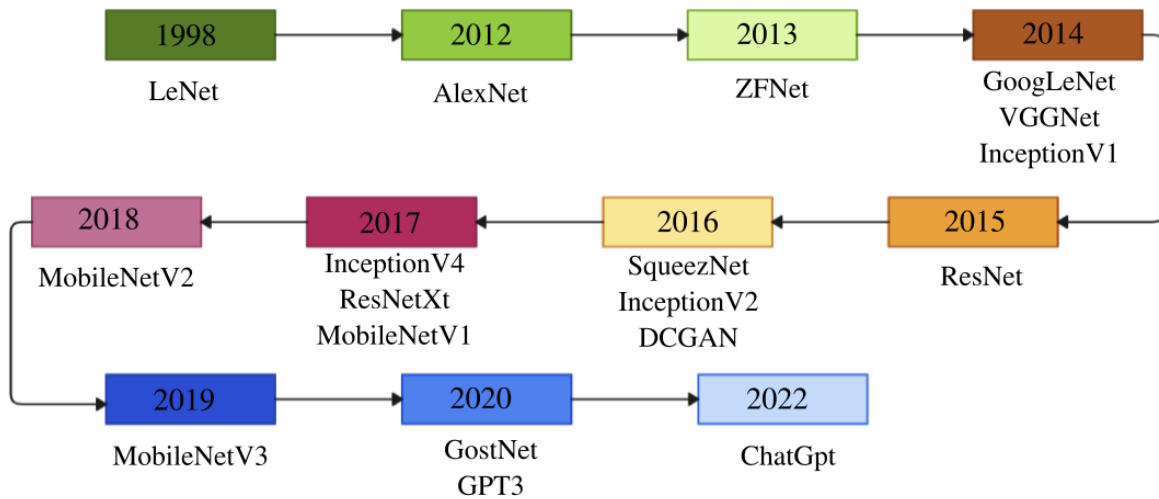 1998
LeNet
2012
AlexNet
2013
ZFNet
2014
GoogLeNet
VGGNet
InceptionV1
2015
ResNet
2016
SqueezNet
InceptionV2
DCGAN
2017
InceptionV4
ResNetXt
MobileNetV1
2018
MobileNetV2
2019
MobileNetV3
2020
GostNet
GPT3
2022
ChatGpt